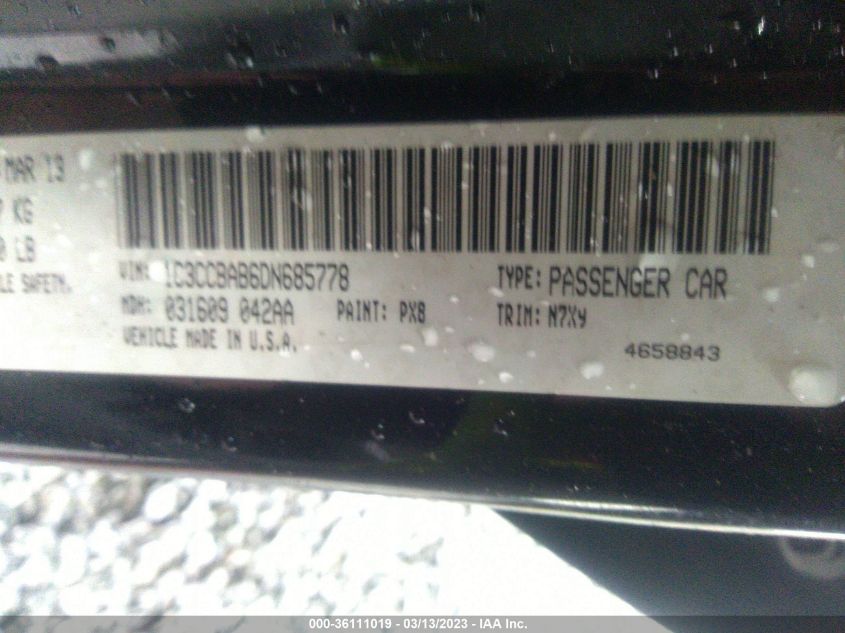 MAR 13
KG
LB
LE SAFETY.
VIN: 1C3CCBAB6DN685778
TYPE: PASSENGER CAR
MDH: 031609 042AA
PAINT: PX8
TRIM: N7X9
VEHICLE MADE IN U.S.A.
4658843
000-36111019 - 03/13/2023 - IAA Inc.